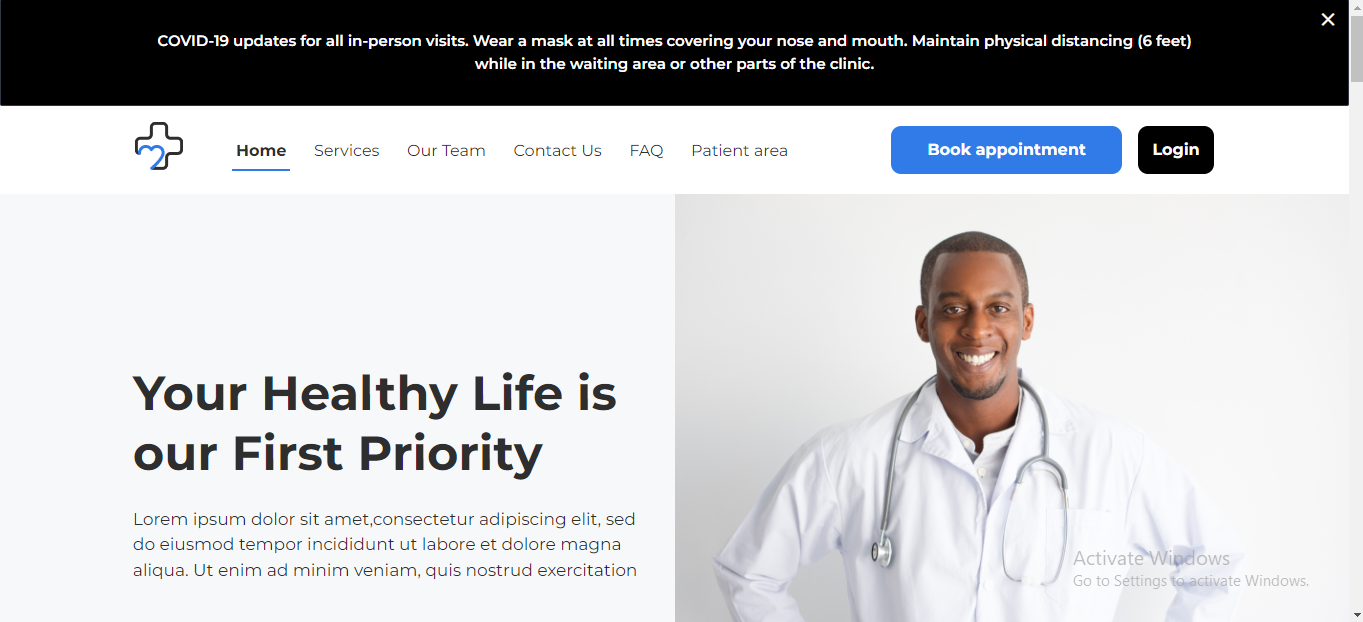 COVID-19 updates for all in-person visits. Wear a mask at all times covering your nose and mouth. Maintain physical distancing (6 feet)
while in the waiting area or other parts of the clinic.
Home Services Our Team Contact Us FAQ Patient area Book appointment Login
Your Healthy Life is
our First Priority
Lorem ipsum dolor sit amet,consectetur adipiscing elit, sed
do eiusmod tempor incididunt ut labore et dolore magna
aliqua. Ut enim ad minim veniam, quis nostrud exercitation
Activate Windows
Go to Settings to activate Windows.